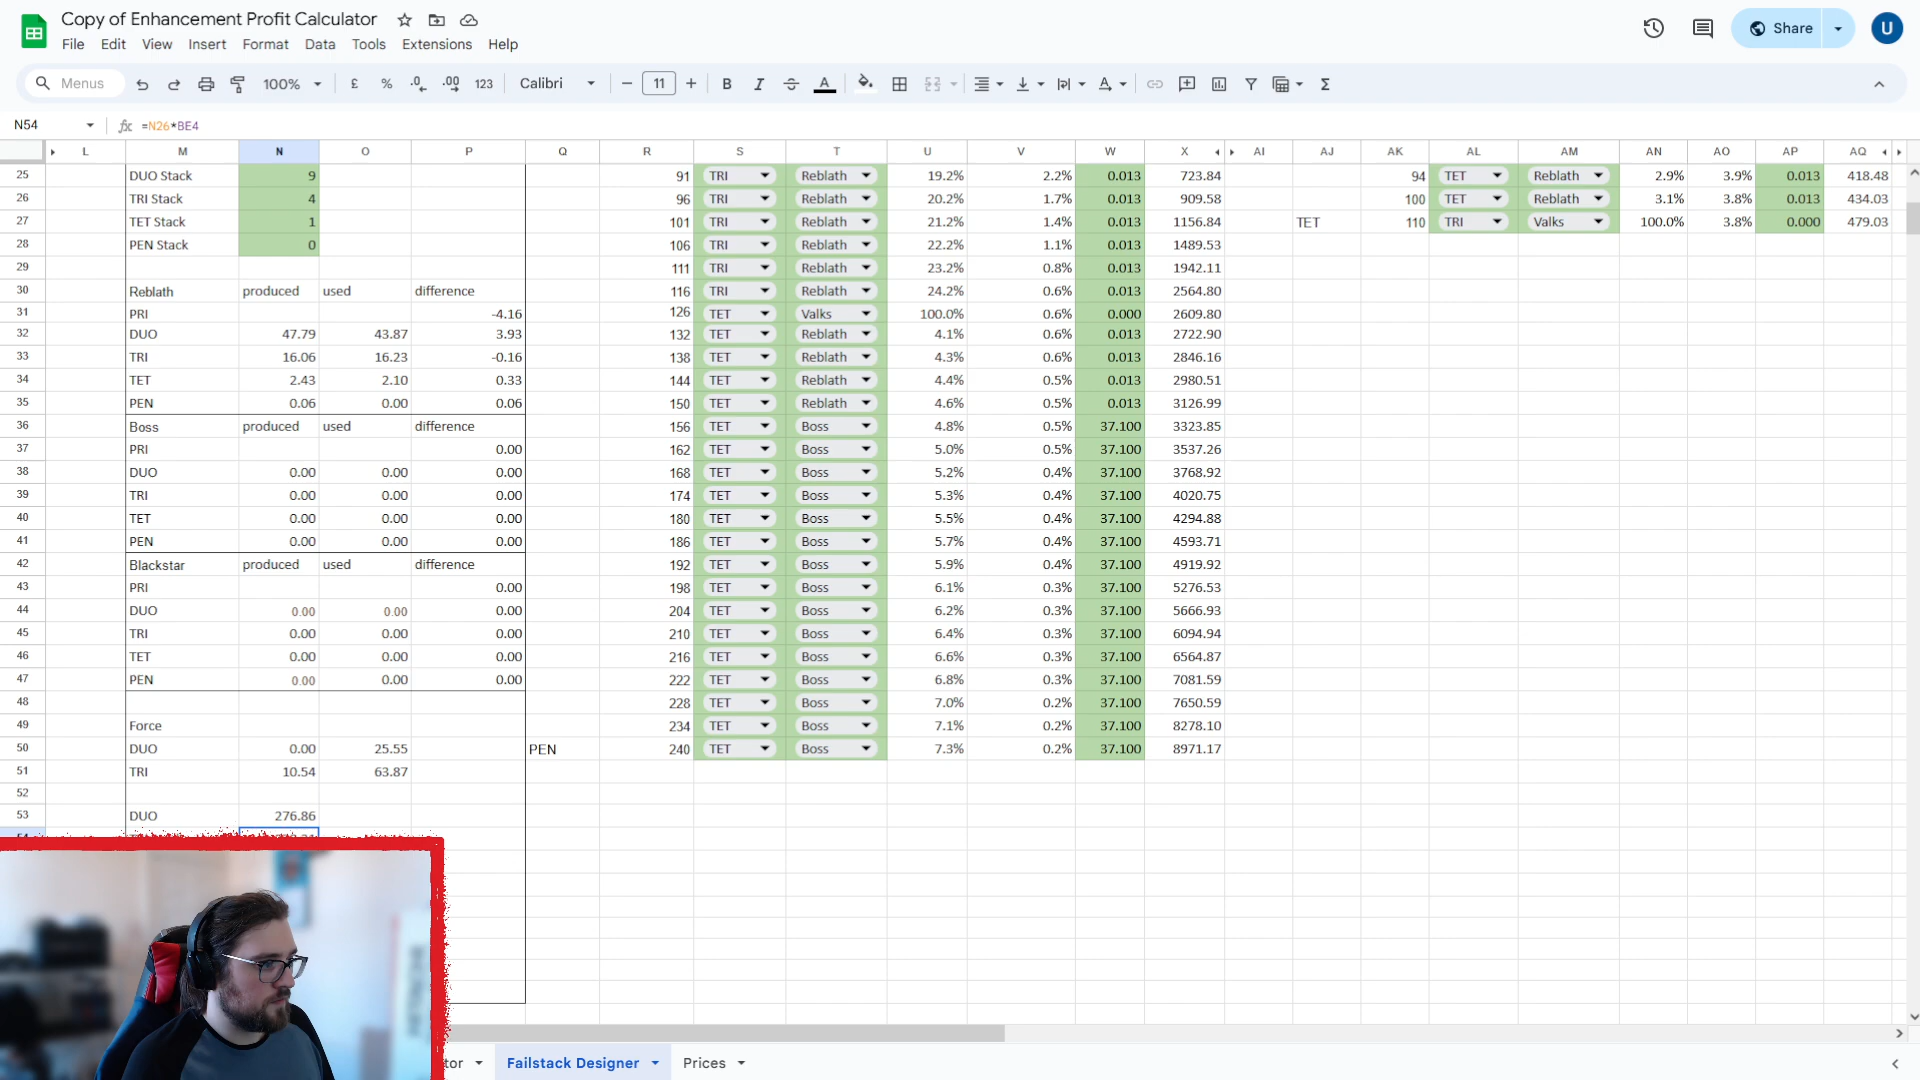 Copy of Enhancement Profit Calculator
File Edit View Insert Format Data Tools Extensions Help
Share
U
Menus 100% £ % .0 .00 123 Calibri 11 B I A Σ
N54 fx =N26*BE4
L M N O P Q R S T U V W X AI AJ AK AL AM AN AO AP AQ
25 DUO Stack 9 91 TRI Reblath 19.2% 2.2% 0.013 723.84 94 TET Reblath 2.9% 3.9% 0.013 418.48
26 TRI Stack 4 96 TRI Reblath 20.2% 1.7% 0.013 909.58 100 TET Reblath 3.1% 3.8% 0.013 434.03
27 TET Stack 1 101 TRI Reblath 21.2% 1.4% 0.013 1156.84 TET 110 TRI Valks 100.0% 3.8% 0.000 479.03
28 PEN Stack 0 106 TRI Reblath 22.2% 1.1% 0.013 1489.53
29 111 TRI Reblath 23.2% 0.8% 0.013 1942.11
30 Reblath produced used difference 116 TRI Reblath 24.2% 0.6% 0.013 2564.80
31 PRI -4.16 126 TET Valks 100.0% 0.6% 0.000 2609.80
32 DUO 47.79 43.87 3.93 132 TET Reblath 4.1% 0.6% 0.013 2722.90
33 TRI 16.06 16.23 -0.16 138 TET Reblath 4.3% 0.6% 0.013 2846.16
34 TET 2.43 2.10 0.33 144 TET Reblath 4.4% 0.5% 0.013 2980.51
35 PEN 0.06 0.00 0.06 150 TET Reblath 4.6% 0.5% 0.013 3126.99
36 Boss produced used difference 156 TET Boss 4.8% 0.5% 37.100 3323.85
37 PRI 0.00 162 TET Boss 5.0% 0.5% 37.100 3537.26
38 DUO 0.00 0.00 0.00 168 TET Boss 5.2% 0.4% 37.100 3768.92
39 TRI 0.00 0.00 0.00 174 TET Boss 5.3% 0.4% 37.100 4020.75
40 TET 0.00 0.00 0.00 180 TET Boss 5.5% 0.4% 37.100 4294.88
41 PEN 0.00 0.00 0.00 186 TET Boss 5.7% 0.4% 37.100 4593.71
42 Blackstar produced used difference 192 TET Boss 5.9% 0.4% 37.100 4919.92
43 PRI 0.00 198 TET Boss 6.1% 0.3% 37.100 5276.53
44 DUO 0.00 0.00 0.00 204 TET Boss 6.2% 0.3% 37.100 5666.93
45 TRI 0.00 0.00 0.00 210 TET Boss 6.4% 0.3% 37.100 6094.94
46 TET 0.00 0.00 0.00 216 TET Boss 6.6% 0.3% 37.100 6564.87
47 PEN 0.00 0.00 0.00 222 TET Boss 6.8% 0.3% 37.100 7081.59
48 228 TET Boss 7.0% 0.2% 37.100 7650.59
49 Force 234 TET Boss 7.1% 0.2% 37.100 8278.10
50 DUO 0.00 25.55 PEN 240 TET Boss 7.3% 0.2% 37.100 8971.17
51 TRI 10.54 63.87
52
53 DUO 276.86
tor Failstack Designer Prices